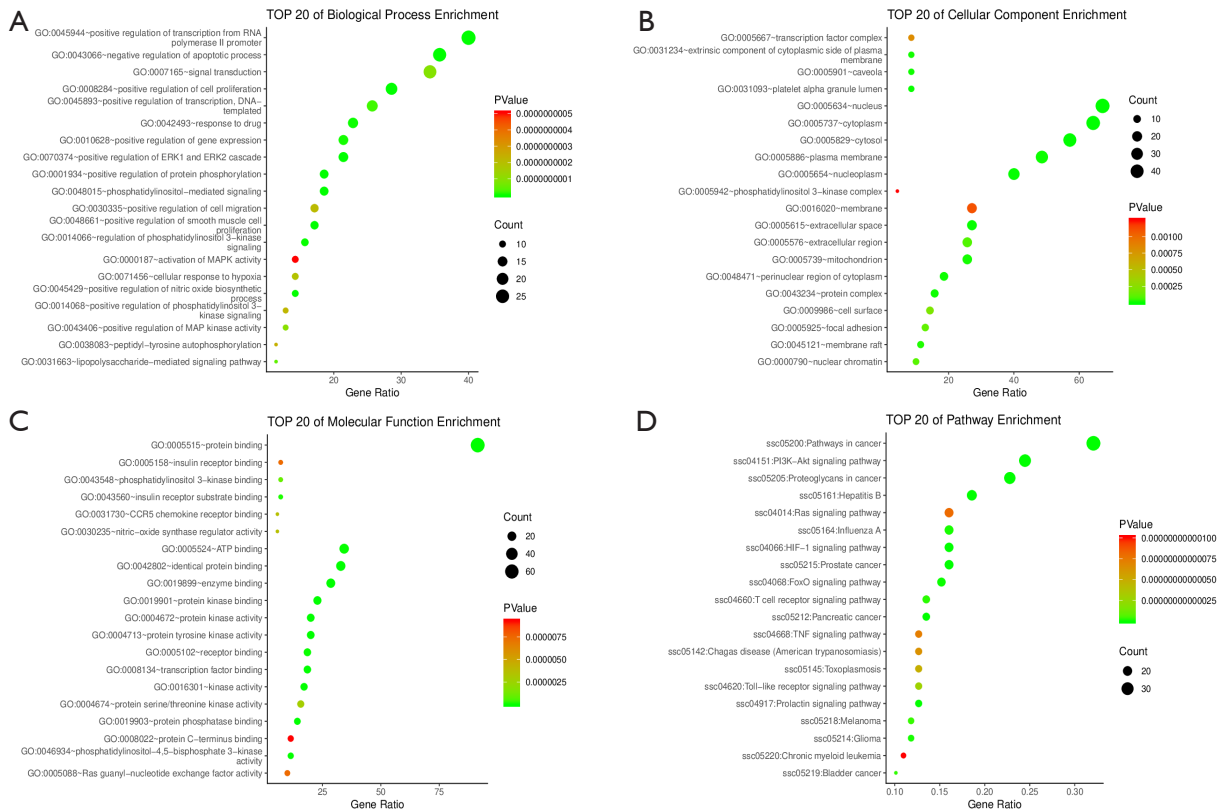 A
TOP 20 of Biological Process Enrichment
GO:0045944~positive regulation of transcription from RNA
polymerase II promoter
GO:0043066~negative regulation of apoptotic process
GO:0007165~signal transduction
GO:0008284~positive regulation of cell proliferation
GO:0045893~positive regulation of transcription, DNA−
templated
GO:0042493~response to drug
GO:0010628~positive regulation of gene expression
GO:0070374~positive regulation of ERK1 and ERK2 cascade
GO:0001934~positive regulation of protein phosphorylation
GO:0048015~phosphatidylinositol−mediated signaling
GO:0030335~positive regulation of cell migration
GO:0048661~positive regulation of smooth muscle cell
proliferation
GO:0014066~regulation of phosphatidylinositol 3−kinase
signaling
GO:0000187~activation of MAPK activity
GO:0071456~cellular response to hypoxia
GO:0045429~positive regulation of nitric oxide biosynthetic
process
GO:0014068~positive regulation of phosphatidylinositol 3−
kinase signaling
GO:0043406~positive regulation of MAP kinase activity
GO:0038083~peptidyl−tyrosine autophosphorylation
GO:0031663~lipopolysaccharide−mediated signaling pathway
20 30 40
Gene Ratio
PValue
0.0000000005
0.0000000004
0.0000000003
0.0000000002
0.000000001
Count
10
15
20
25
B
TOP 20 of Cellular Component Enrichment
GO:0005667~transcription factor complex
GO:0031234~extrinsic component of cytoplasmic side of plasma
membrane
GO:0005901~caveola
GO:0031093~platelet alpha granule lumen
GO:0005634~nucleus
GO:0005737~cytoplasm
GO:0005829~cytosol
GO:0005886~plasma membrane
GO:0005654~nucleoplasm
GO:0005942~phosphatidylinositol 3−kinase complex
GO:0016020~membrane
GO:0005615~extracellular space
GO:0005576~extracellular region
GO:0005739~mitochondrion
GO:0048471~perinuclear region of cytoplasm
GO:0043234~protein complex
GO:0009986~cell surface
GO:0005925~focal adhesion
GO:0045121~membrane raft
GO:0000790~nuclear chromatin
20 40 60
Gene Ratio
Count
10
20
30
40
PValue
0.00100
0.00075
0.00050
0.00025
C
TOP 20 of Molecular Function Enrichment
GO:0005515~protein binding
GO:0005158~insulin receptor binding
GO:0043548~phosphatidylinositol 3−kinase binding
GO:0043560~insulin receptor substrate binding
GO:0031730~CCR5 chemokine receptor binding
GO:0030235~nitric−oxide synthase regulator activity
GO:0005524~ATP binding
GO:0042802~identical protein binding
GO:0019899~enzyme binding
GO:0019901~protein kinase binding
GO:0004672~protein kinase activity
GO:0004713~protein tyrosine kinase activity
GO:0005102~receptor binding
GO:0008134~transcription factor binding
GO:0016301~kinase activity
GO:0004674~protein serine/threonine kinase activity
GO:0019903~protein phosphatase binding
GO:0008022~protein C−terminus binding
GO:0046934~phosphatidylinositol−4,5−bisphosphate 3−kinase
activity
GO:0005088~Ras guanyl−nucleotide exchange factor activity
25 50 75
Gene Ratio
Count
20
40
60
PValue
0.0000075
0.0000050
0.0000025
D
TOP 20 of Pathway Enrichment
ssc05200:Pathways in cancer
ssc04151:PI3K−Akt signaling pathway
ssc05205:Proteoglycans in cancer
ssc05161:Hepatitis B
ssc04014:Ras signaling pathway
ssc05164:Influenza A
ssc04066:HIF−1 signaling pathway
ssc05215:Prostate cancer
ssc04068:FoxO signaling pathway
ssc04660:T cell receptor signaling pathway
ssc05212:Pancreatic cancer
ssc04668:TNF signaling pathway
ssc05142:Chagas disease (American trypanosomiasis)
ssc05145:Toxoplasmosis
ssc04620:Toll−like receptor signaling pathway
ssc04917:Prolactin signaling pathway
ssc05218:Melanoma
ssc05214:Glioma
ssc05220:Chronic myeloid leukemia
ssc05219:Bladder cancer
0.10 0.15 0.20 0.25 0.30
Gene Ratio
PValue
0.00000000000100
0.00000000000075
0.00000000000050
0.00000000000025
Count
20
30